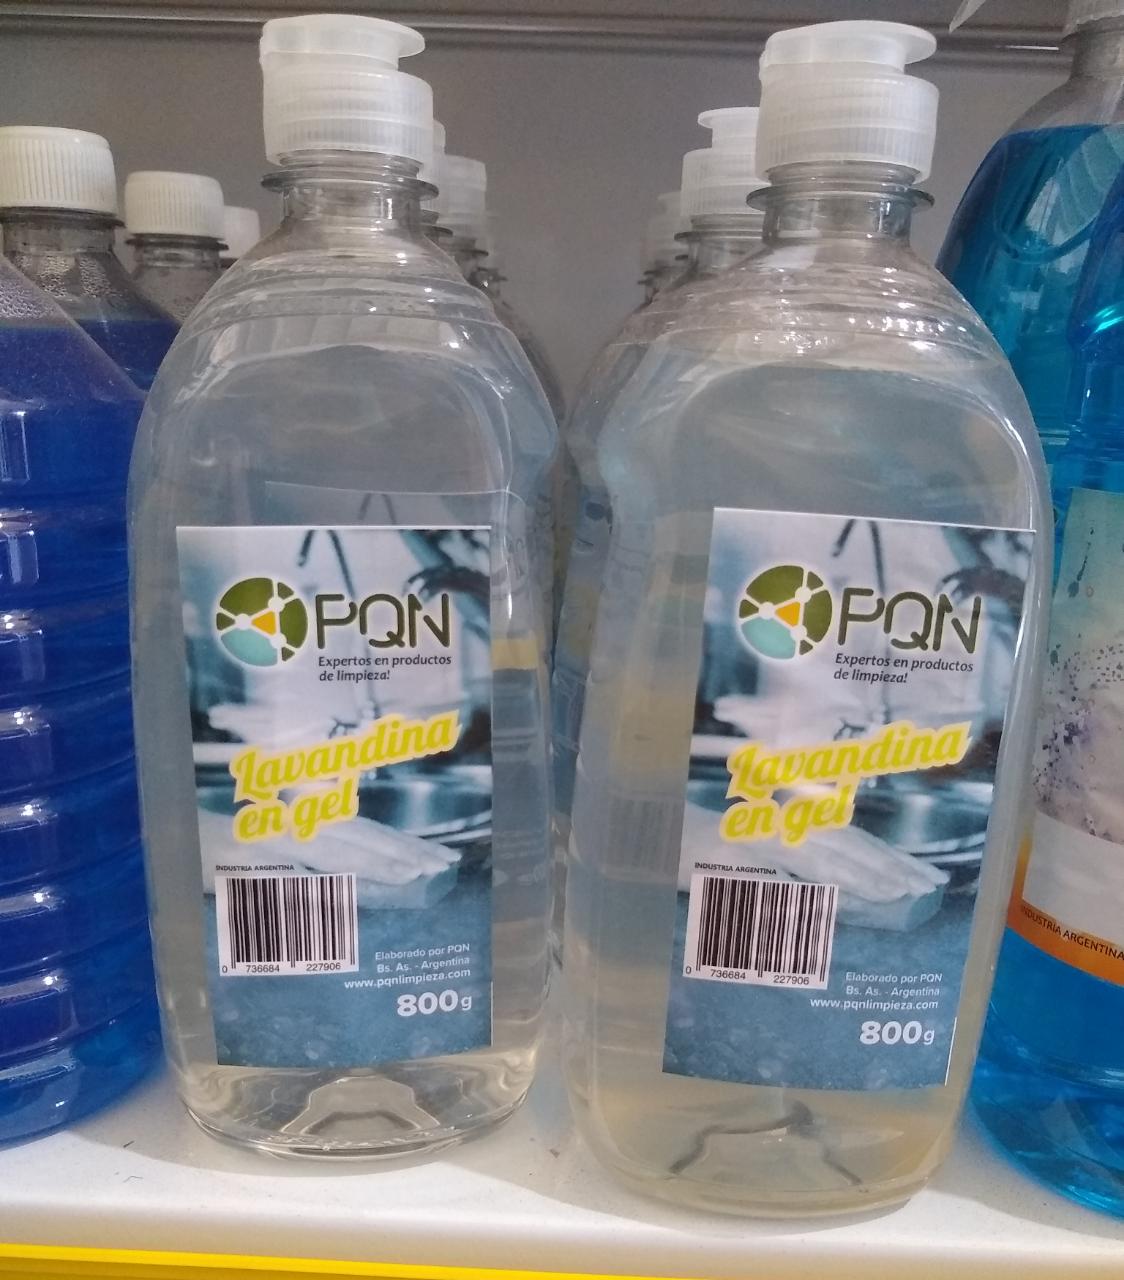 PQN
Expertos en productos
de limpieza!
Lavandina
en gel
INDUSTRIA ARGENTINA
0 736684 227906
Elaborado por PQN
Bs. As. - Argentina
www.pqnlimpieza.com
800g
PQN
Expertos en productos
de limpieza!
Lavandina
en gel
INDUSTRIA ARGENTINA
0 736684 227906
Elaborado por PQN
Bs. As. - Argentina
www.pqnlimpieza.com
800g
INDUSTRIA ARGENTINA